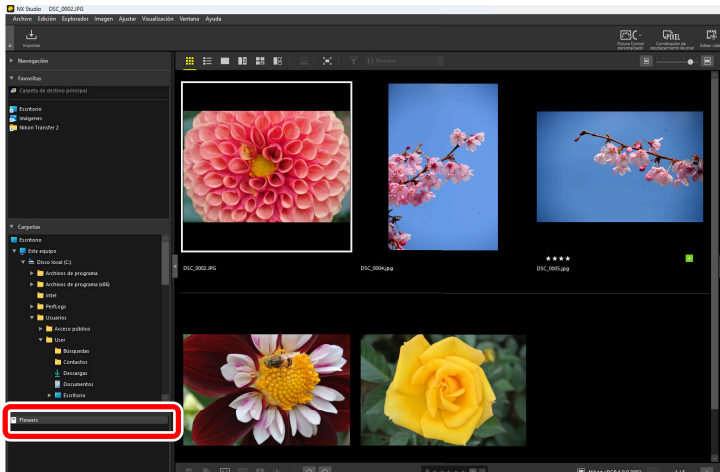 NX Studio DSC_0002.JPG
Archivo Edición Explorador Imagen Ajustar Visualización Ventana Ayuda
Importar
Picture Control personalizado
Combinación de desplazamiento de píxel
Editar
Navegación
Favoritas
Carpeta de destino principal
Escritorio
Imágenes
Nikon Transfer 2
Nombre
Carpetas
Escritorio
Este equipo
Disco local (C:)
Archivos de programa
Archivos de programa (x86)
Intel
PerfLogs
Usuarios
Acceso público
User
Búsquedas
Contactos
Descargas
Documentos
Escritorio
Flowers
DSC_0002.JPG
DSC_0004.jpg
DSC_0005.jpg